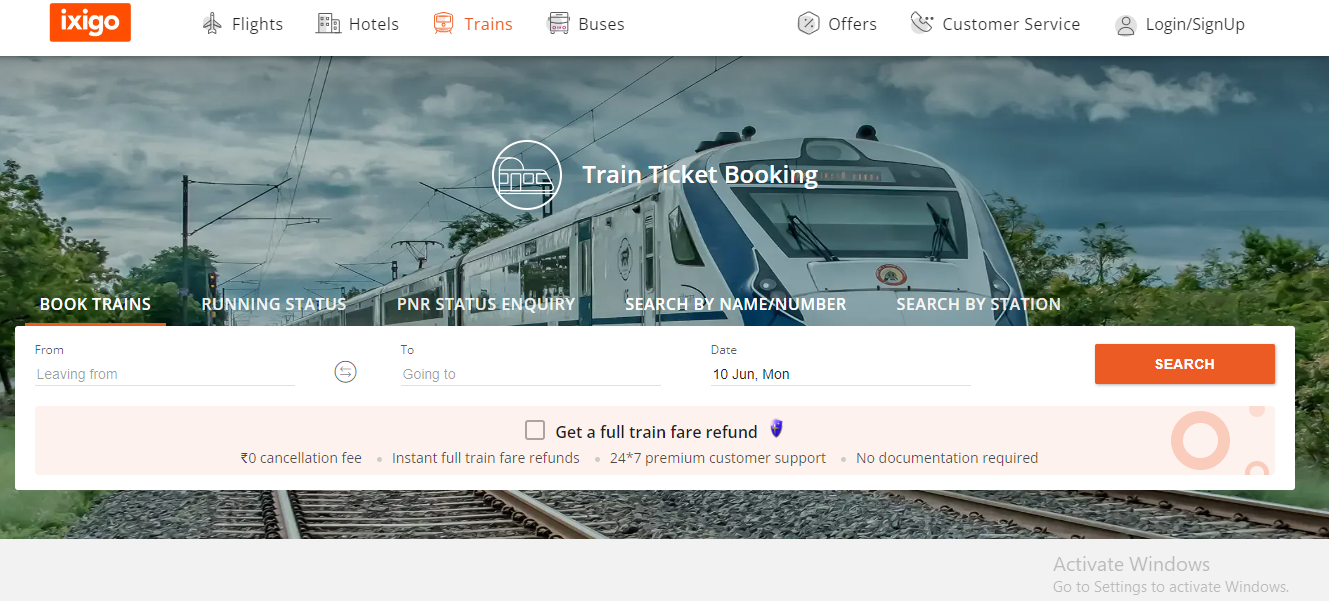 ixigo Flights Hotels Trains Buses Offers Customer Service Login/SignUp
Train Ticket Booking
BOOK TRAINS RUNNING STATUS PNR STATUS ENQUIRY SEARCH BY NAME/NUMBER SEARCH BY STATION
From To Date
Leaving from Going to 10 Jun, Mon SEARCH
Get a full train fare refund
₹0 cancellation fee Instant full train fare refunds 24*7 premium customer support No documentation required
Activate Windows
Go to Settings to activate Windows.